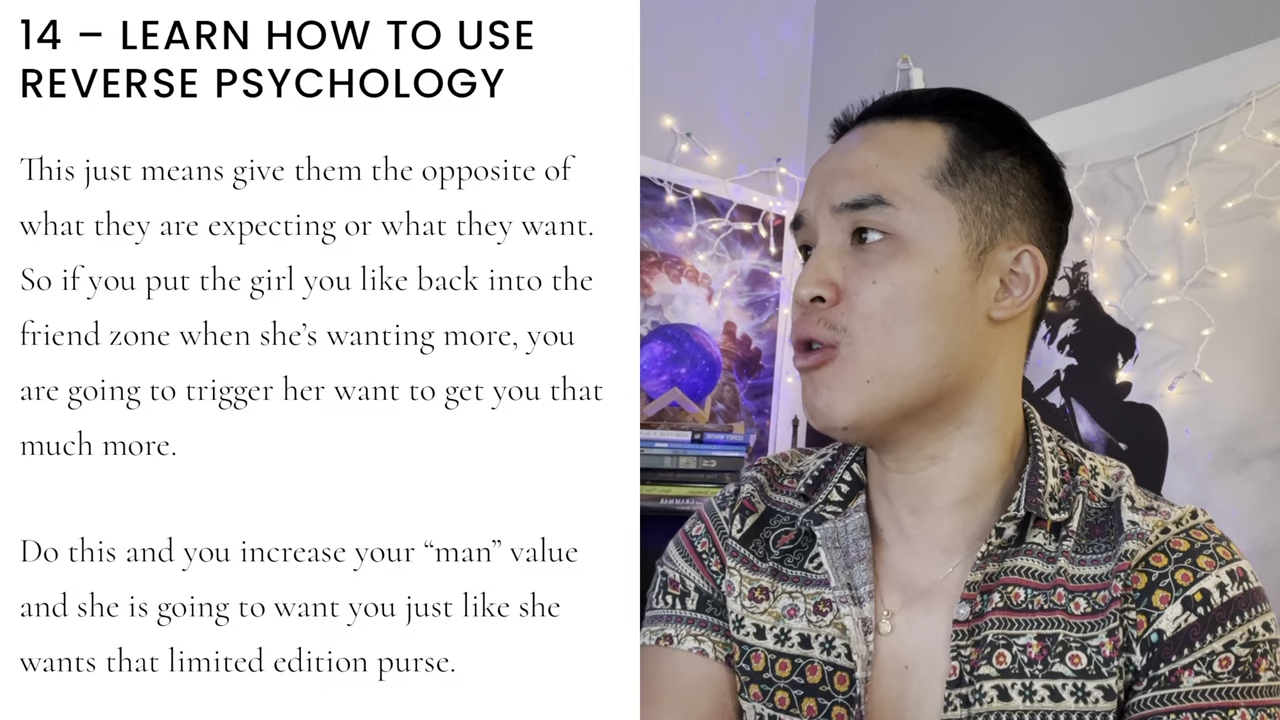 14 – LEARN HOW TO USE
REVERSE PSYCHOLOGY
This just means give them the opposite of
what they are expecting or what they want.
So if you put the girl you like back into the
friend zone when she’s wanting more, you
are going to trigger her want to get you that
much more.
Do this and you increase your “man” value
and she is going to want you just like she
wants that limited edition purse.